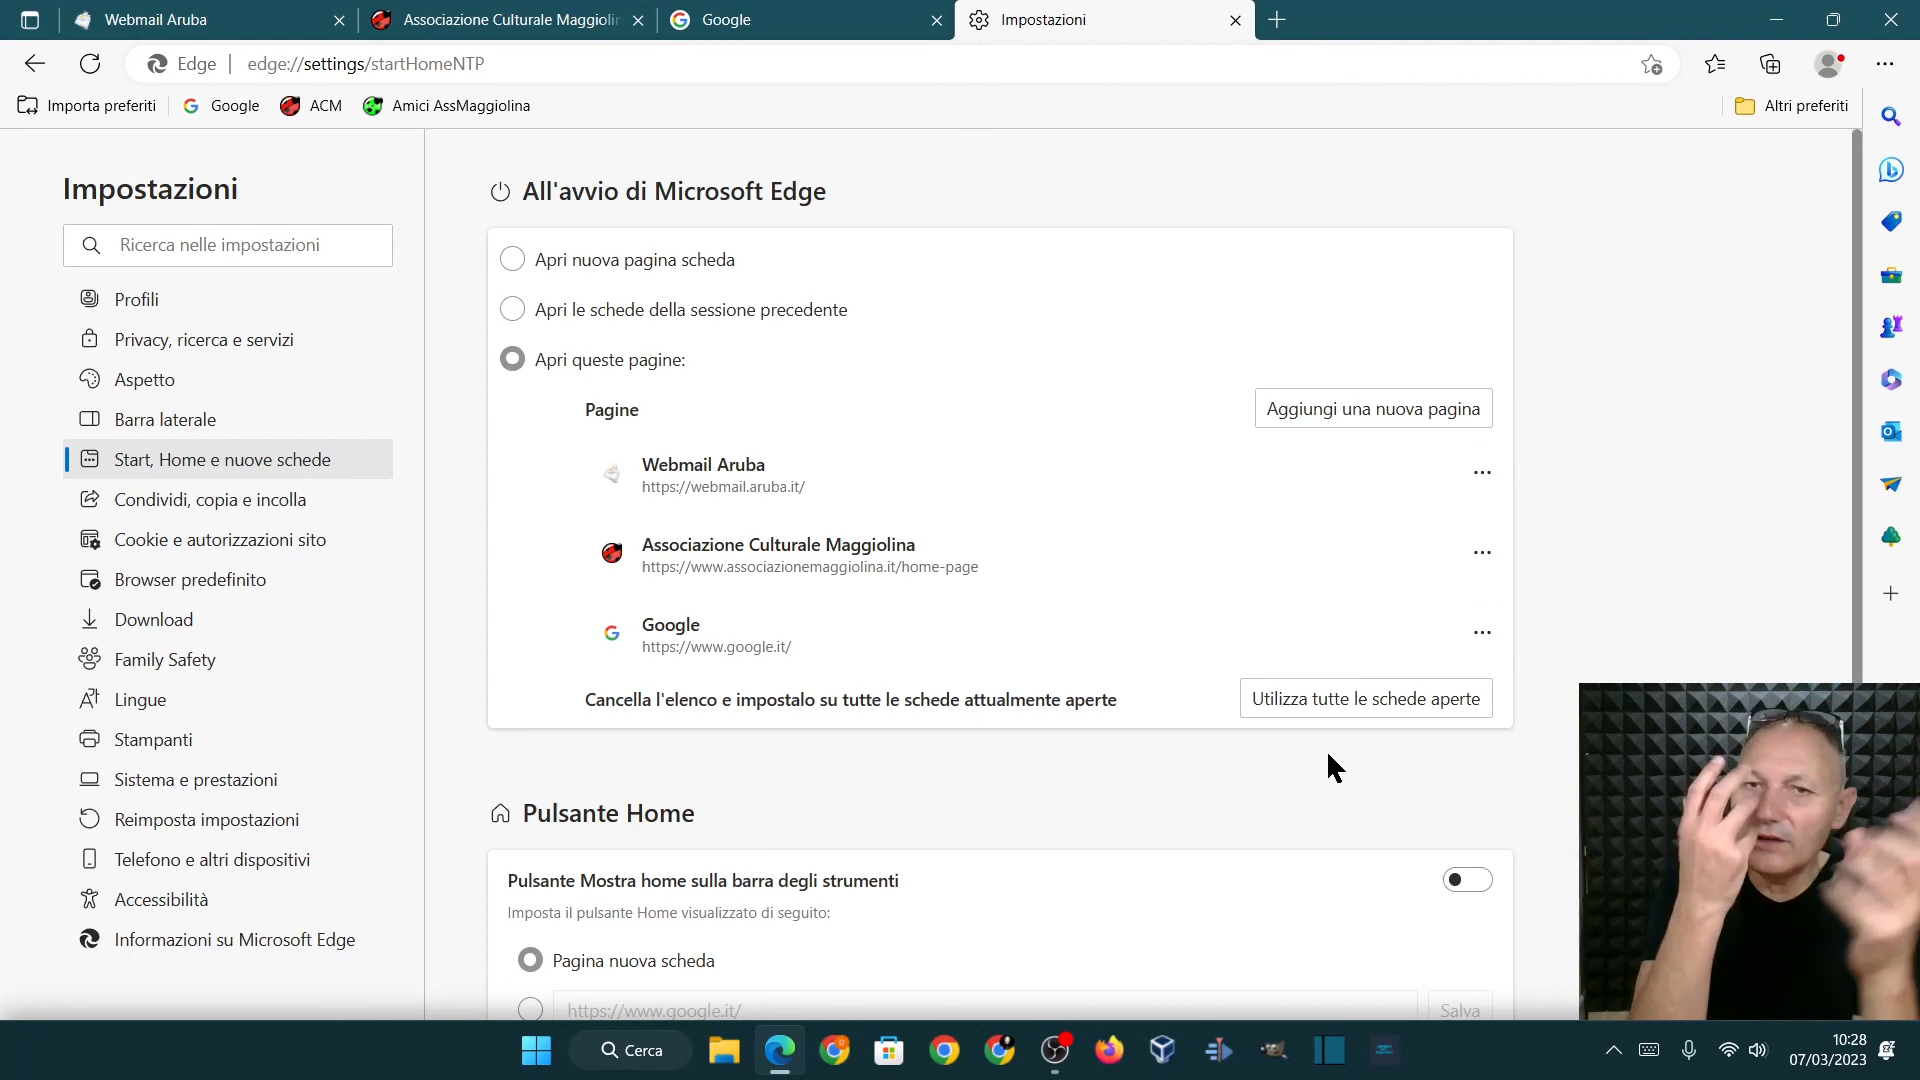 Webmail Aruba
Associazione Culturale Maggiolin
Google
Impostazioni
Edge
edge://settings/startHomeNTP
Importa preferiti
Google
ACM
Amici AssMaggiolina
Altri preferiti
Impostazioni
Ricerca nelle impostazioni
Profili
Privacy, ricerca e servizi
Aspetto
Barra laterale
Start, Home e nuove schede
Condividi, copia e incolla
Cookie e autorizzazioni sito
Browser predefinito
Download
Family Safety
Lingue
Stampanti
Sistema e prestazioni
Reimposta impostazioni
Telefono e altri dispositivi
Accessibilità
Informazioni su Microsoft Edge
All'avvio di Microsoft Edge
Apri nuova pagina scheda
Apri le schede della sessione precedente
Apri queste pagine:
Pagine
Aggiungi una nuova pagina
Webmail Aruba
https://webmail.aruba.it/
Associazione Culturale Maggiolina
https://www.associazionemaggiolina.it/home-page
Google
https://www.google.it/
Cancella l'elenco e impostalo su tutte le schede attualmente aperte
Utilizza tutte le schede aperte
Pulsante Home
Pulsante Mostra home sulla barra degli strumenti
Imposta il pulsante Home visualizzato di seguito:
Pagina nuova scheda
https://www.google.it/
Salva
Cerca
10:28
07/03/2023